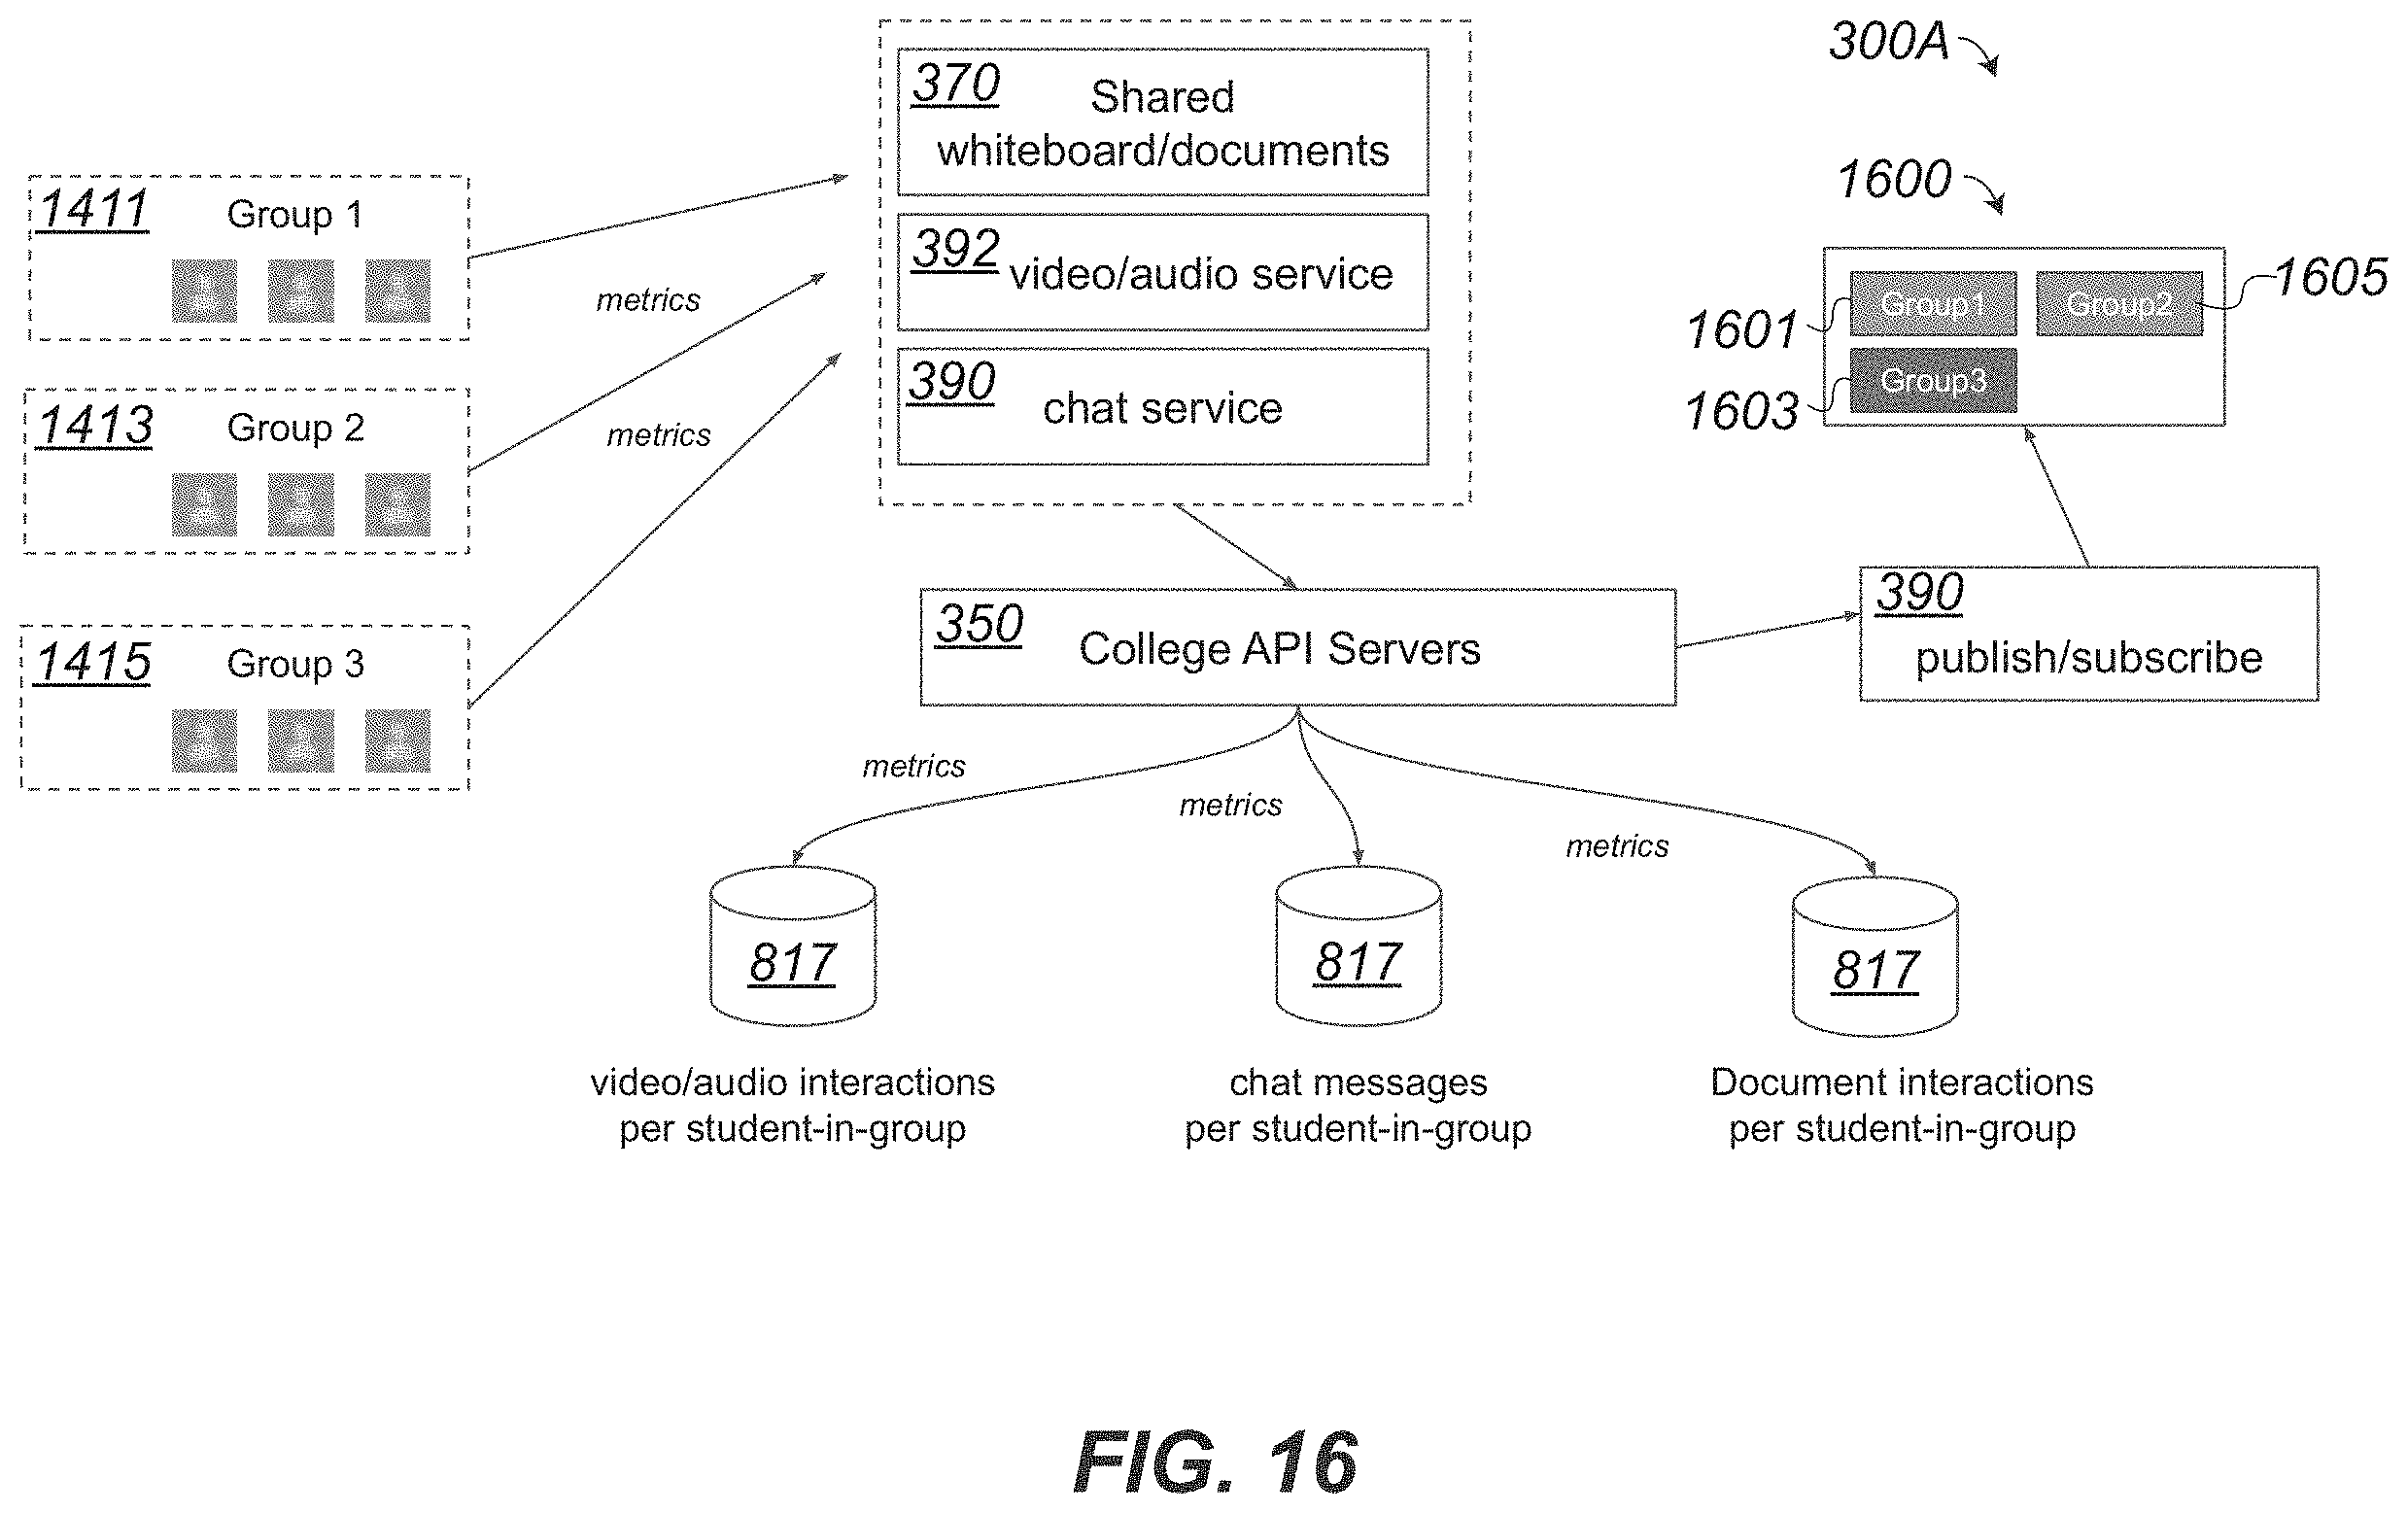 300A
1600
370
Shared
whiteboard/documents
392
video/audio service
390
chat service
1411
Group 1
1413
Group 2
1415
Group 3
metrics
metrics
Group1
Group2
Group3
1601
1603
1605
350
College API Servers
390
publish/subscribe
metrics
metrics
metrics
817
817
817
video/audio interactions
per student-in-group
chat messages
per student-in-group
Document interactions
per student-in-group
FIG. 16